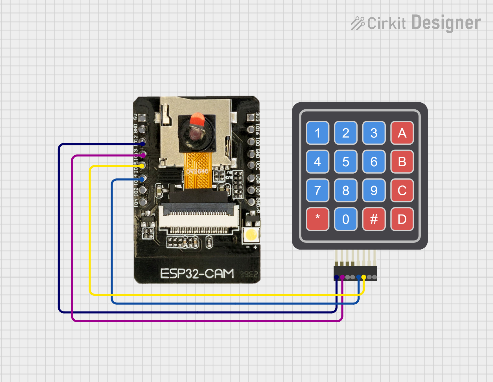 Cirkit Designer
1 2 3 A
4 5 6 B
7 8 9 C
* 0 # D
ESP32-CAM